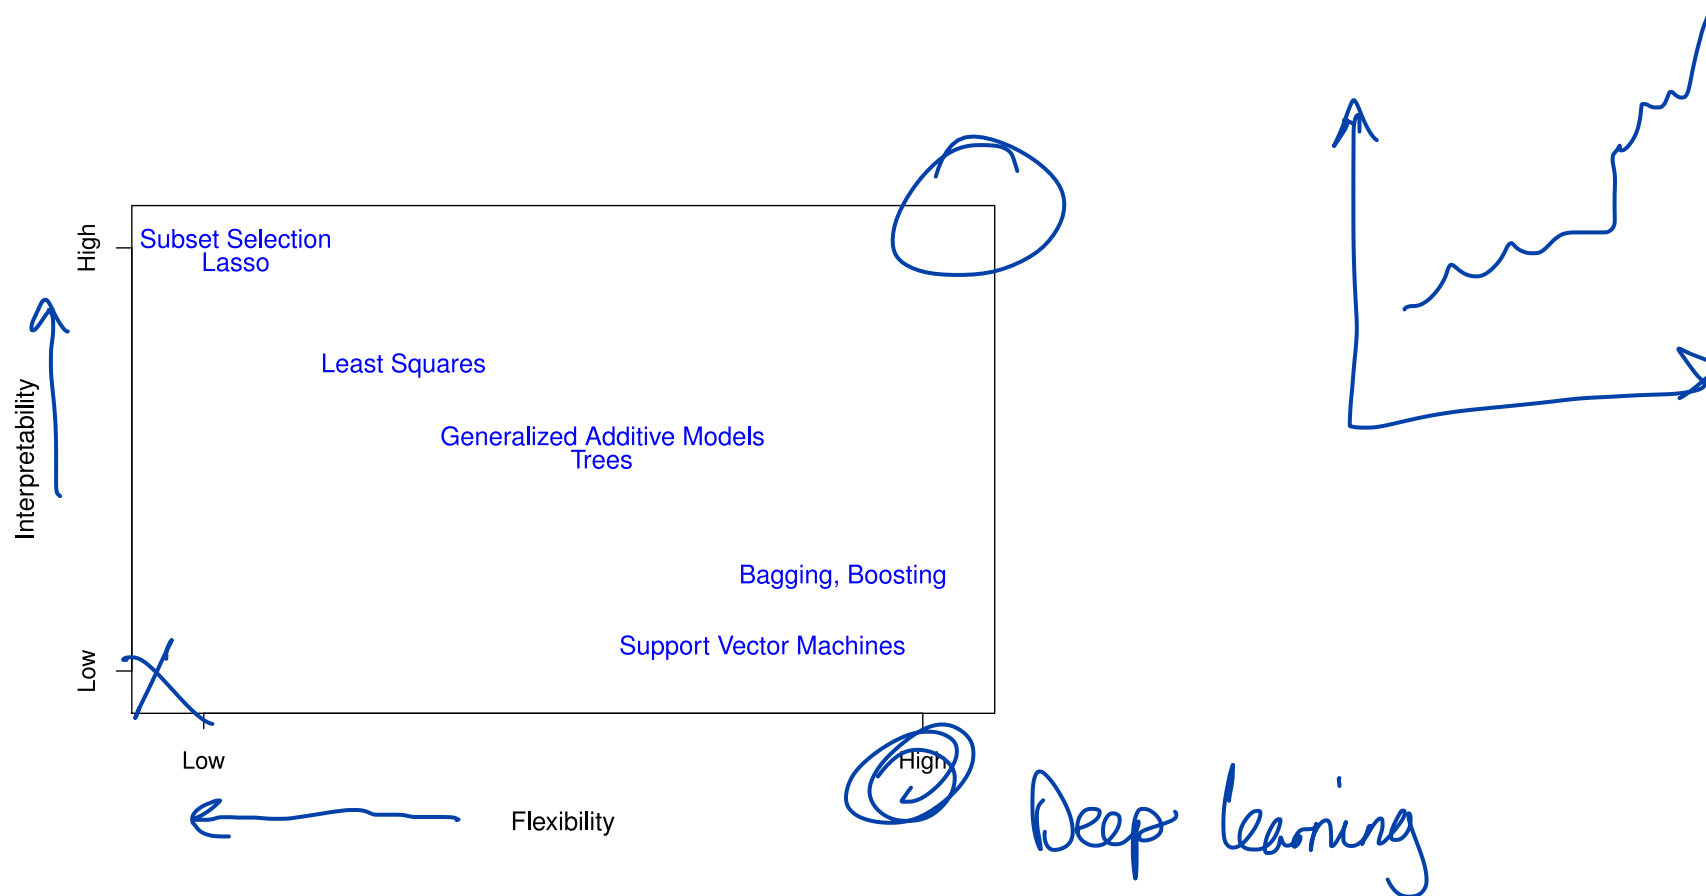 High
Subset Selection
Lasso
Least Squares
Interpretability
Generalized Additive Models
Trees
Bagging, Boosting
Support Vector Machines
Low
Low
High
Flexibility
Deep learning